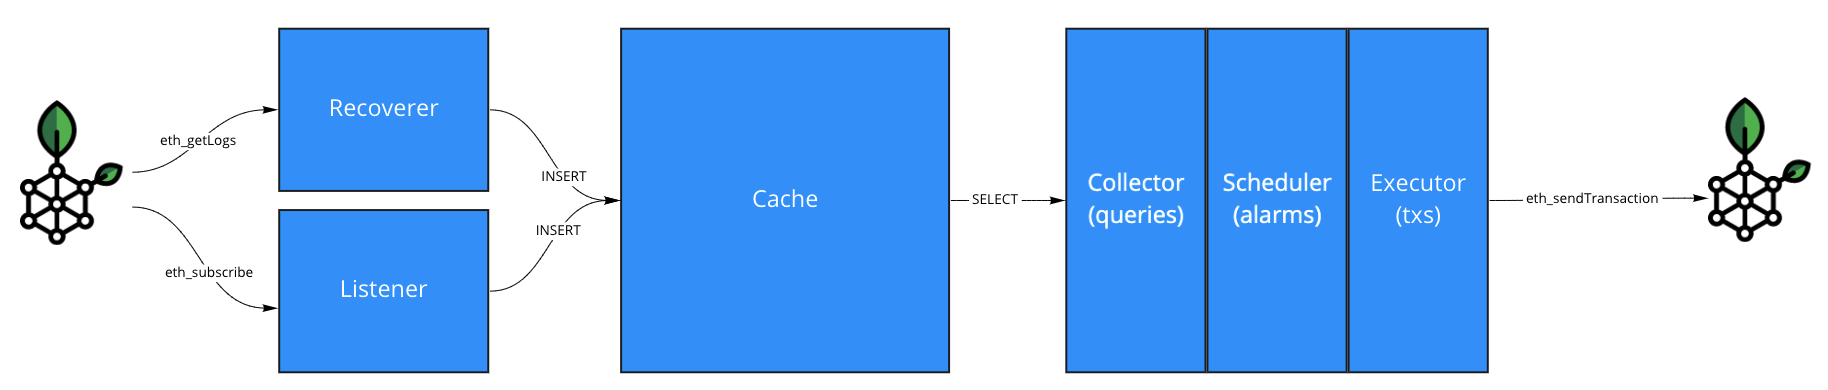 eth_getLogs
eth_subscribe
Recoverer
Listener
INSERT
INSERT
Cache
SELECT
Collector
(queries)
Scheduler
(alarms)
Executor
(txs)
eth_sendTransaction